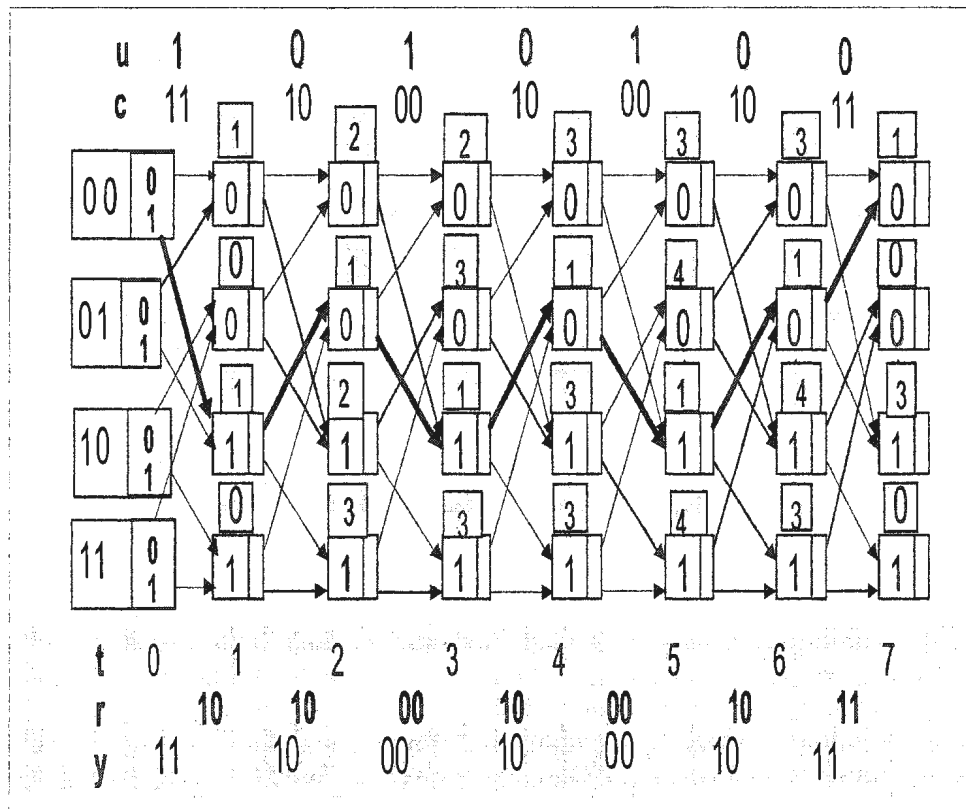 u 1 0 1 0 1 0 0
c 11 10 00 10 00 10 11
1 2 2 3 3 3 1
00 0 1 0 0 0 0 0 0 0
0 1 3 1 4 1 0
01 0 1 0 0 0 0 0 0 0
1 2 1 3 1 4 3
10 0 1 1 1 1 1 1 1 1
0 3 3 3 4 3 0
11 0 1 1 1 1 1 1 1 1
t 0 1 2 3 4 5 6 7
r 10 10 00 10 00 10 11
y 11 10 00 10 00 10 11